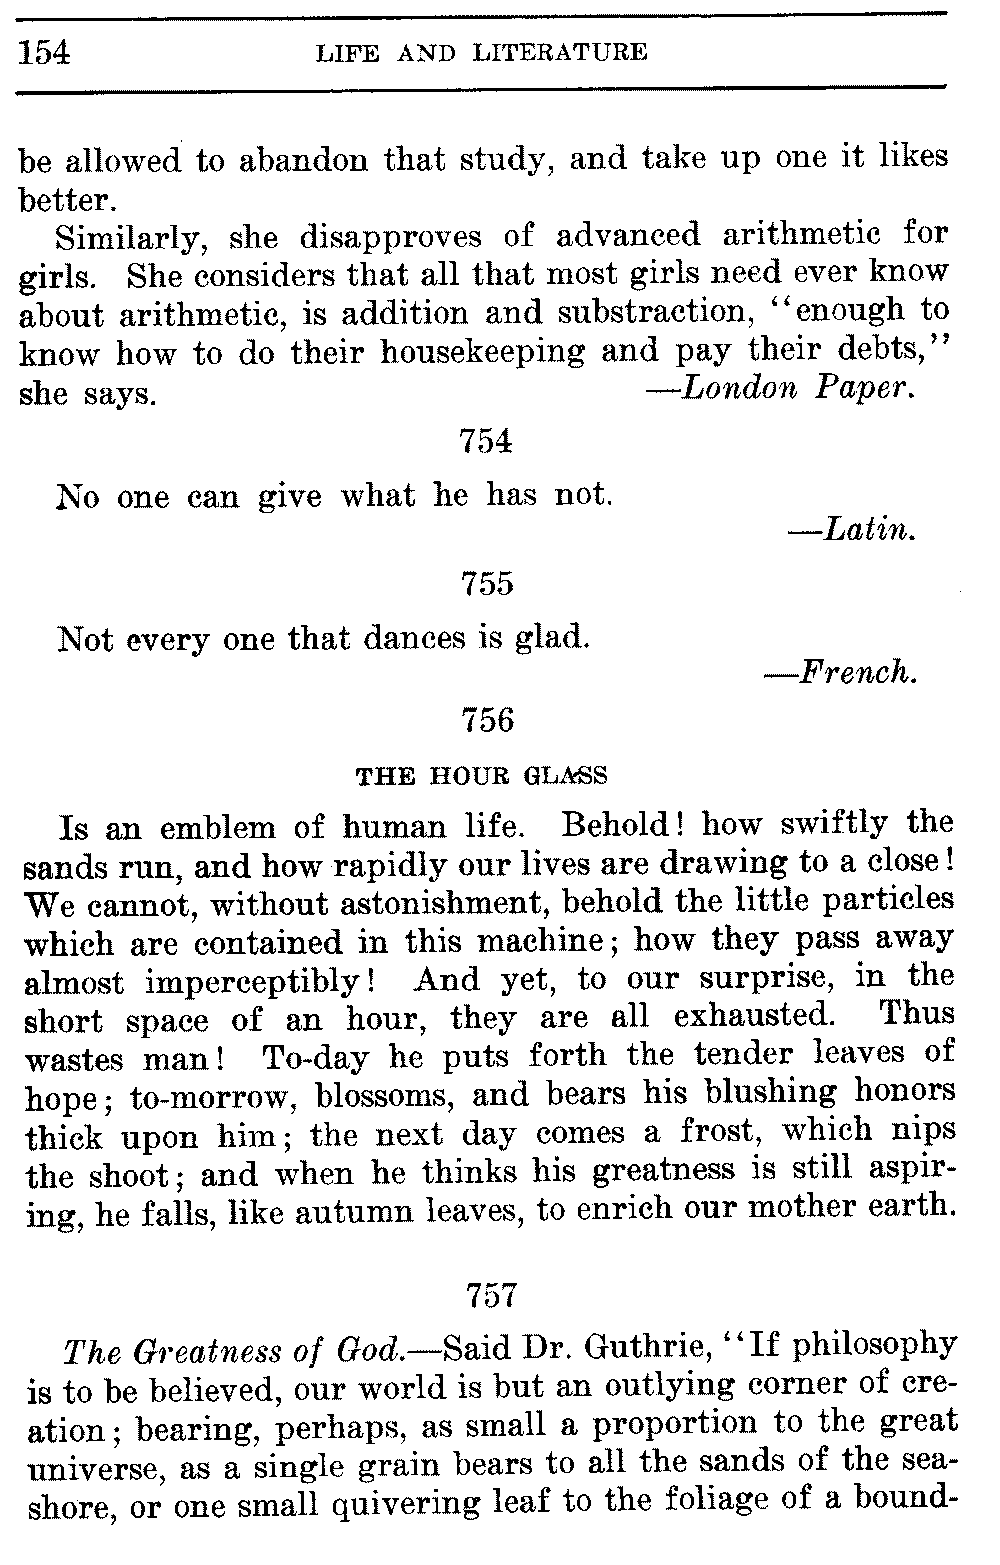 154 LIFE AND LITERATURE
be allowed to abandon that study, and take up one it likes
better.
Similarly, she disapproves of advanced arithmetic for
girls. She considers that all that most girls need ever know
about arithmetic, is addition and substraction, "enough to
know how to do their housekeeping and pay their debts,"
she says. —London Paper.
754
No one can give what he has not.
—Latin.
755
Not every one that dances is glad.
—French.
756
THE HOUR GLASS
Is an emblem of human life. Behold! how swiftly the
sands run, and how rapidly our lives are drawing to a close!
We cannot, without astonishment, behold the little particles
which are contained in this machine; how they pass away
almost imperceptibly! And yet, to our surprise, in the
short space of an hour, they are all exhausted. Thus
wastes man! To-day he puts forth the tender leaves of
hope; to-morrow, blossoms, and bears his blushing honors
thick upon him; the next day comes a frost, which nips
the shoot; and when he thinks his greatness is still aspir-
ing, he falls, like autumn leaves, to enrich our mother earth.
757
The Greatness of God.—Said Dr. Guthrie, "If philosophy
is to be believed, our world is but an outlying corner of cre-
ation; bearing, perhaps, as small a proportion to the great
universe, as a single grain bears to all the sands of the sea-
shore, or one small quivering leaf to the foliage of a bound-